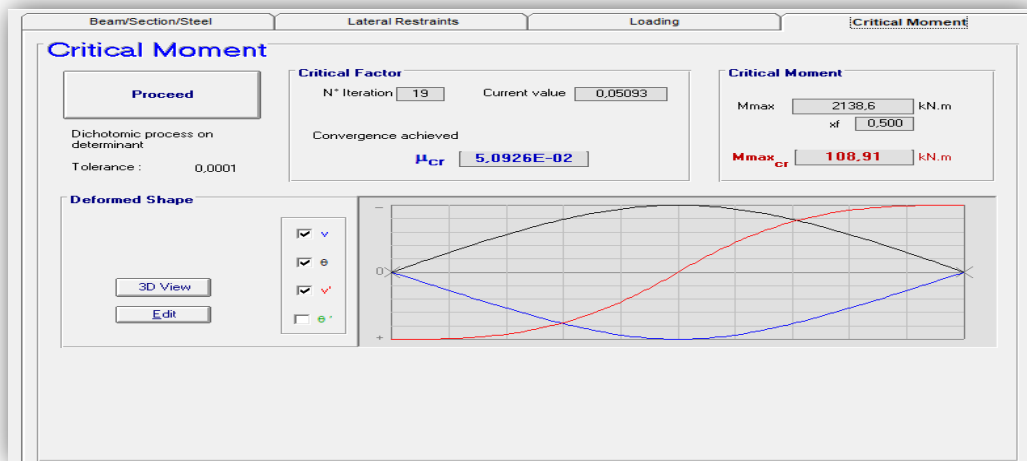 Beam/Section/Steel Lateral Restraints Loading Critical Moment
Critical Moment
Proceed
Dichotomic process on
determinant
Tolerance : 0,0001
Critical Factor
N° Iteration 19 Current value 0,05093
Convergence achieved
μcr 5,0926E-02
Critical Moment
Mmax 2138,6 kN.m
xf 0,500
Mmaxcr 108,91 kN.m
Deformed Shape
v
θ
v'
θ'
3D View
Edit
−
0
+